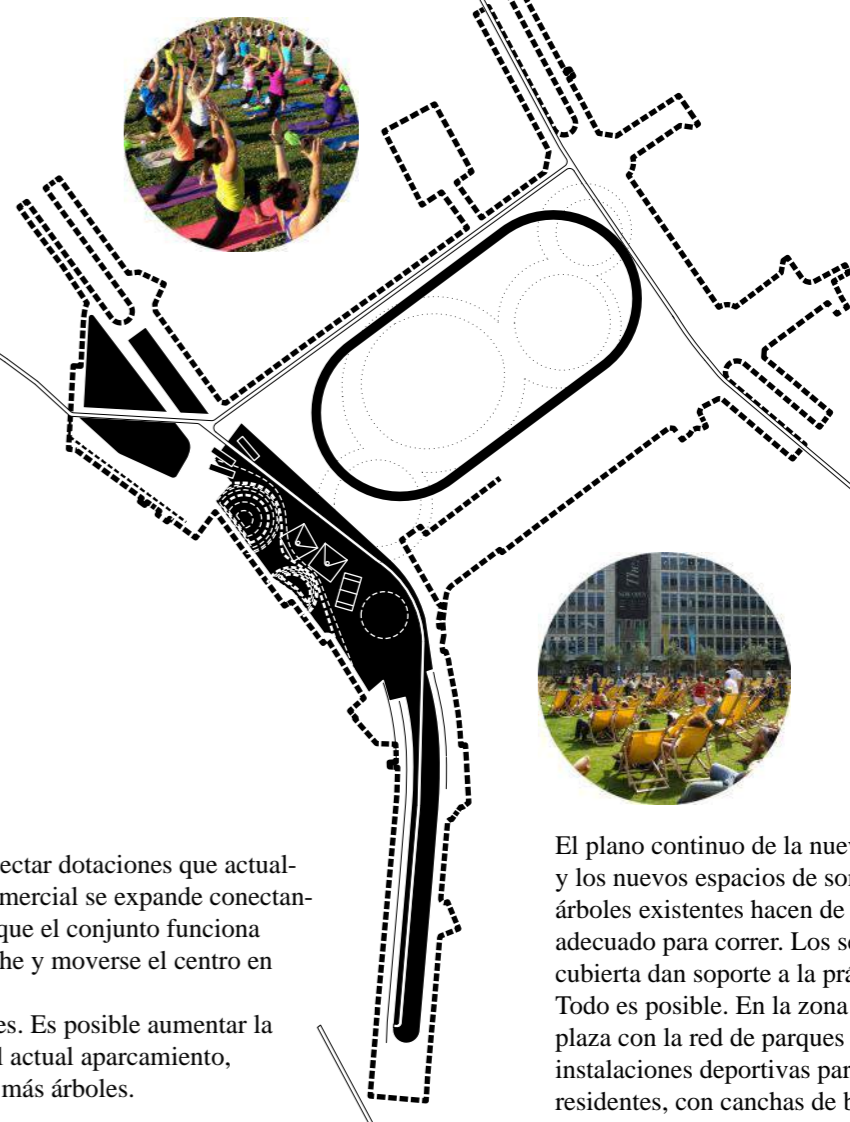 ectar dotaciones que actual-
omercial se expande conectan-
que el conjunto funciona
he y moverse el centro en
es. Es posible aumentar la
l actual aparcamiento,
más árboles.
El plano continuo de la nuev
y los nuevos espacios de so
árboles existentes hacen de
adecuado para correr. Los se
cubierta dan soporte a la prá
Todo es posible. En la zona
plaza con la red de parques
instalaciones deportivas par
residentes, con canchas de b